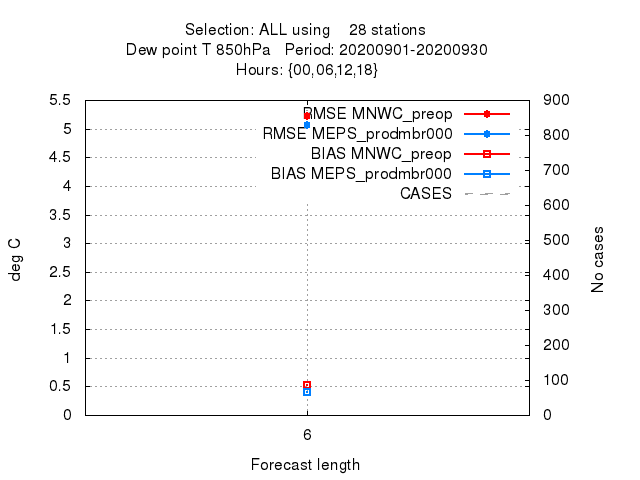 Selection: ALL using    28 stations
Dew point T 850hPa   Period: 20200901-20200930
Hours: {00,06,12,18}
5.5
5
4.5
4
3.5
3
2.5
2
1.5
1
0.5
0
deg C
RMSE MNWC_preop
RMSE MEPS_prodmbr000
BIAS MNWC_preop
BIAS MEPS_prodmbr000
CASES
900
800
700
600
500
400
300
200
100
0
No cases
6
Forecast length